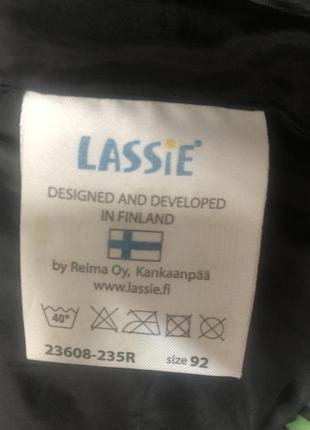 LASSiE®
DESIGNED AND DEVELOPED
IN FINLAND
by Reima Oy, Kankaanpää
www.lassie.fi
40°
23608-235R size 92